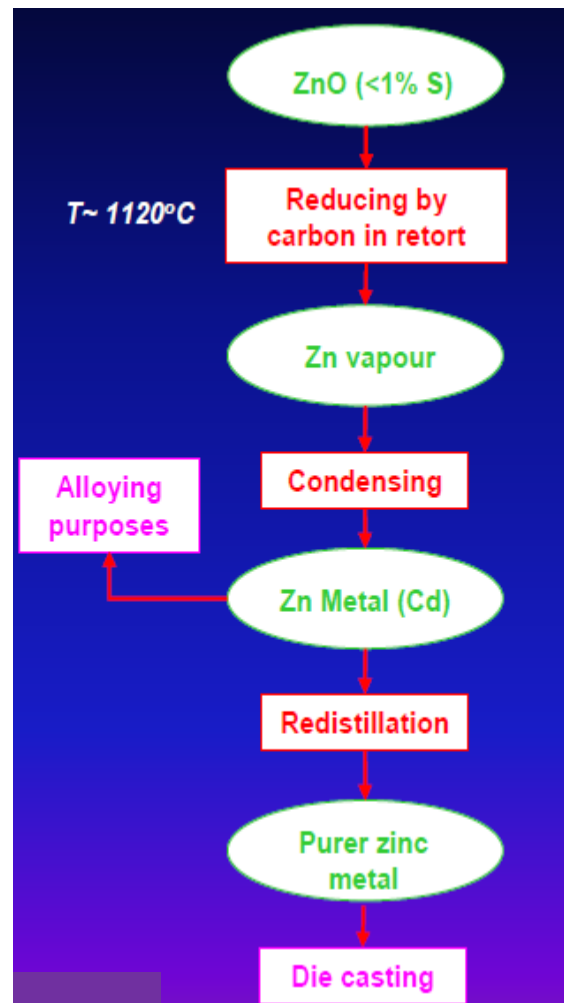 ZnO (<1% S)
T~ 1120°C
Reducing by
carbon in retort
Zn vapour
Condensing
Alloying
purposes
Zn Metal (Cd)
Redistillation
Purer zinc
metal
Die casting